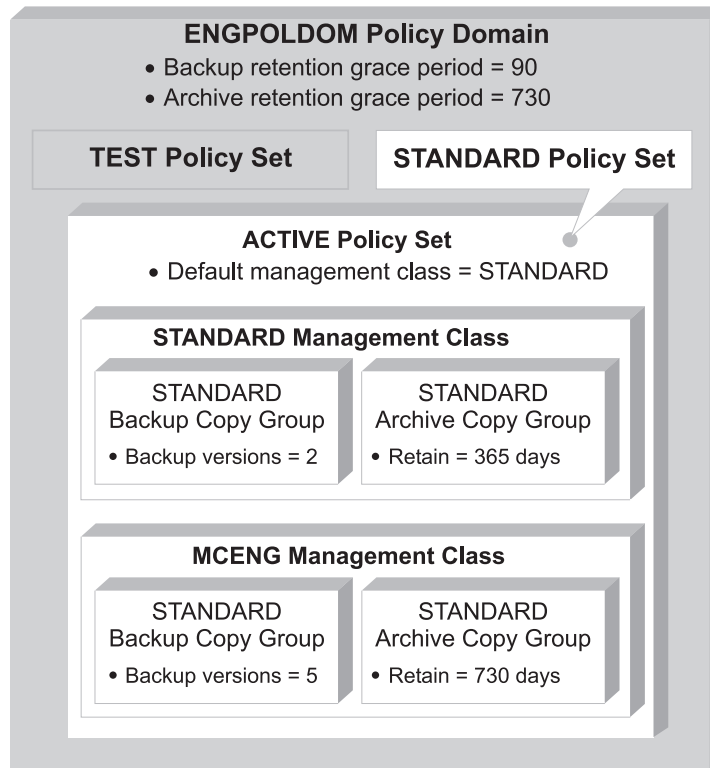 ENGPOLDOM Policy Domain
• Backup retention grace period = 90
• Archive retention grace period = 730
TEST Policy Set
STANDARD Policy Set
ACTIVE Policy Set
• Default management class = STANDARD
STANDARD Management Class
STANDARD
Backup Copy Group
• Backup versions = 2
STANDARD
Archive Copy Group
• Retain = 365 days
MCENG Management Class
STANDARD
Backup Copy Group
• Backup versions = 5
STANDARD
Archive Copy Group
• Retain = 730 days